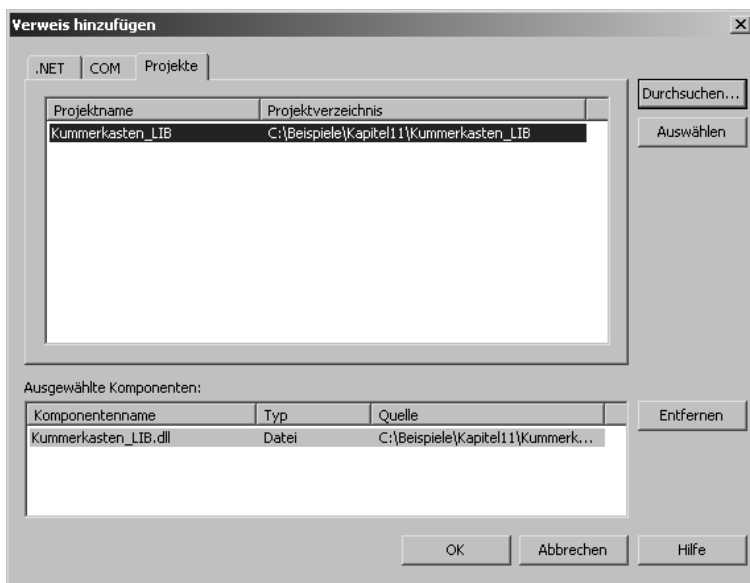 Verweis hinzufügen
.NET COM Projekte
Durchsuchen...
Projektname Projektverzeichnis
Auswählen
Kummerkasten_LIB C:\Beispiele\Kapitel11\Kummerkasten_LIB
Ausgewählte Komponenten:
Komponentenname Typ Quelle Entfernen
Kummerkasten_LIB.dll Datei C:\Beispiele\Kapitel11\Kummerk...
OK Abbrechen Hilfe